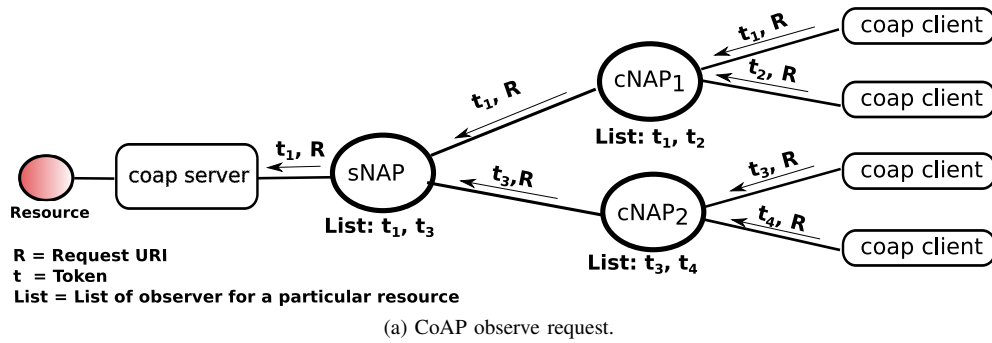 t1, R
coap client
t2, R
cNAP1
coap client
t1, R
List: t1, t2
t1, R
coap server
sNAP
t3,R
t3, R
coap client
Resource
List: t1, t3
cNAP2
t4, R
coap client
List: t3, t4
R = Request URI
t = Token
List = List of observer for a particular resource
(a) CoAP observe request.